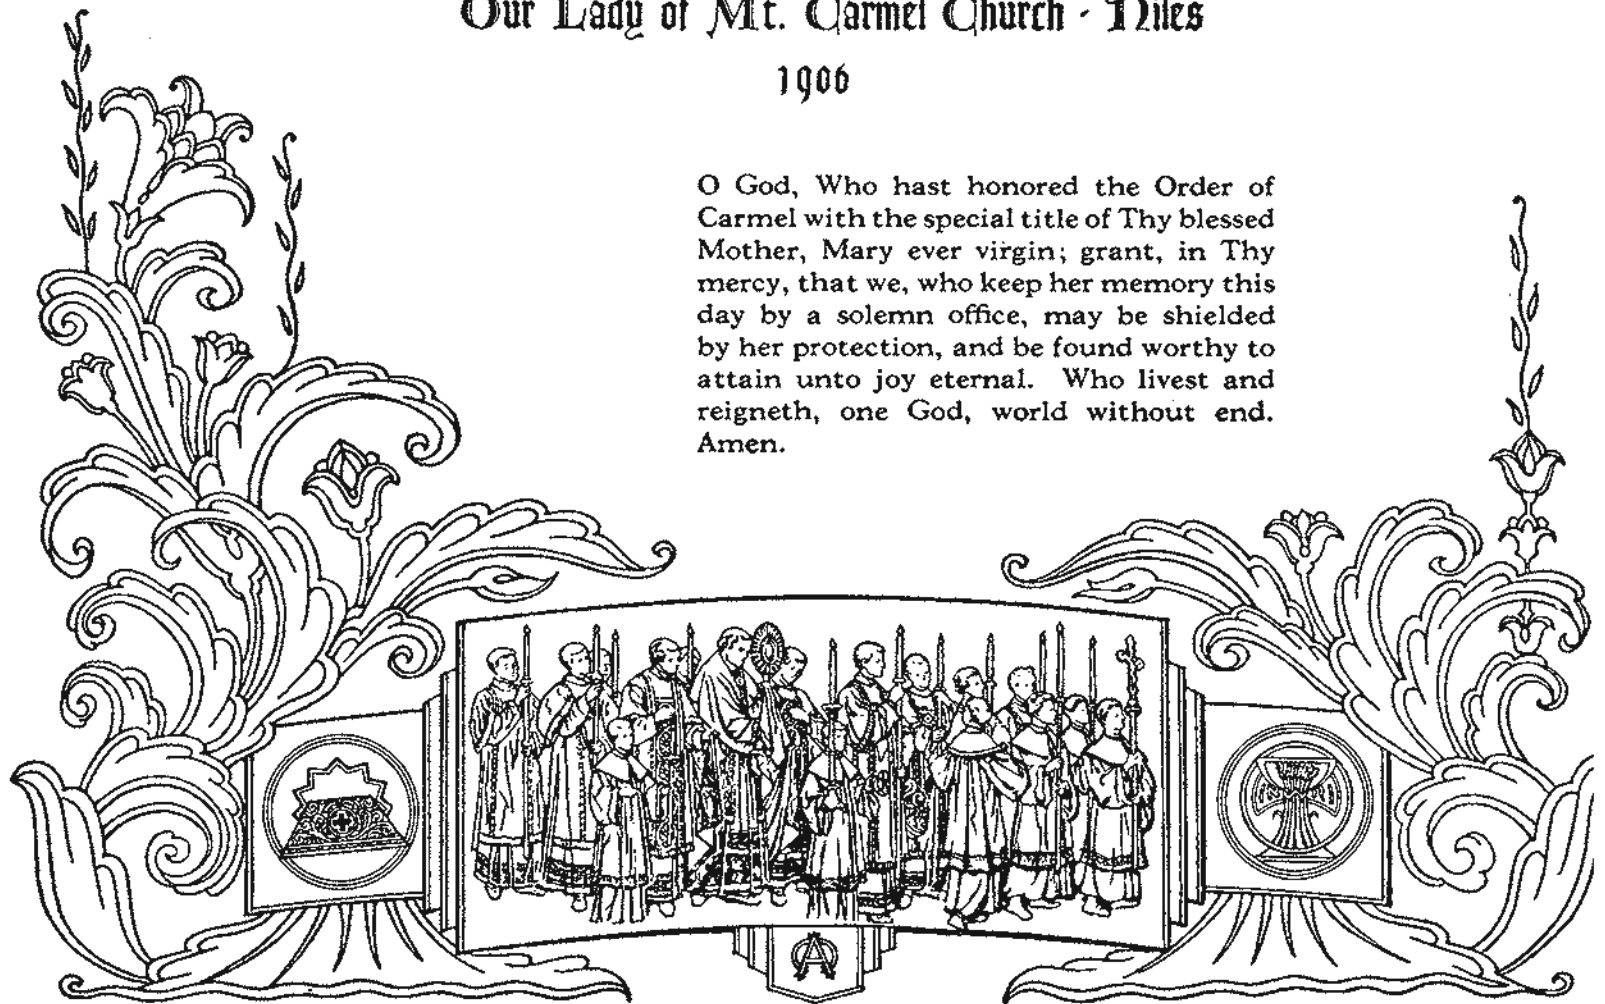 Our Lady of Mt. Carmel Church - Niles
1906
O God, Who hast honored the Order of
Carmel with the special title of Thy blessed
Mother, Mary ever virgin; grant, in Thy
mercy, that we, who keep her memory this
day by a solemn office, may be shielded
by her protection, and be found worthy to
attain unto joy eternal. Who livest and
reigneth, one God, world without end.
Amen.